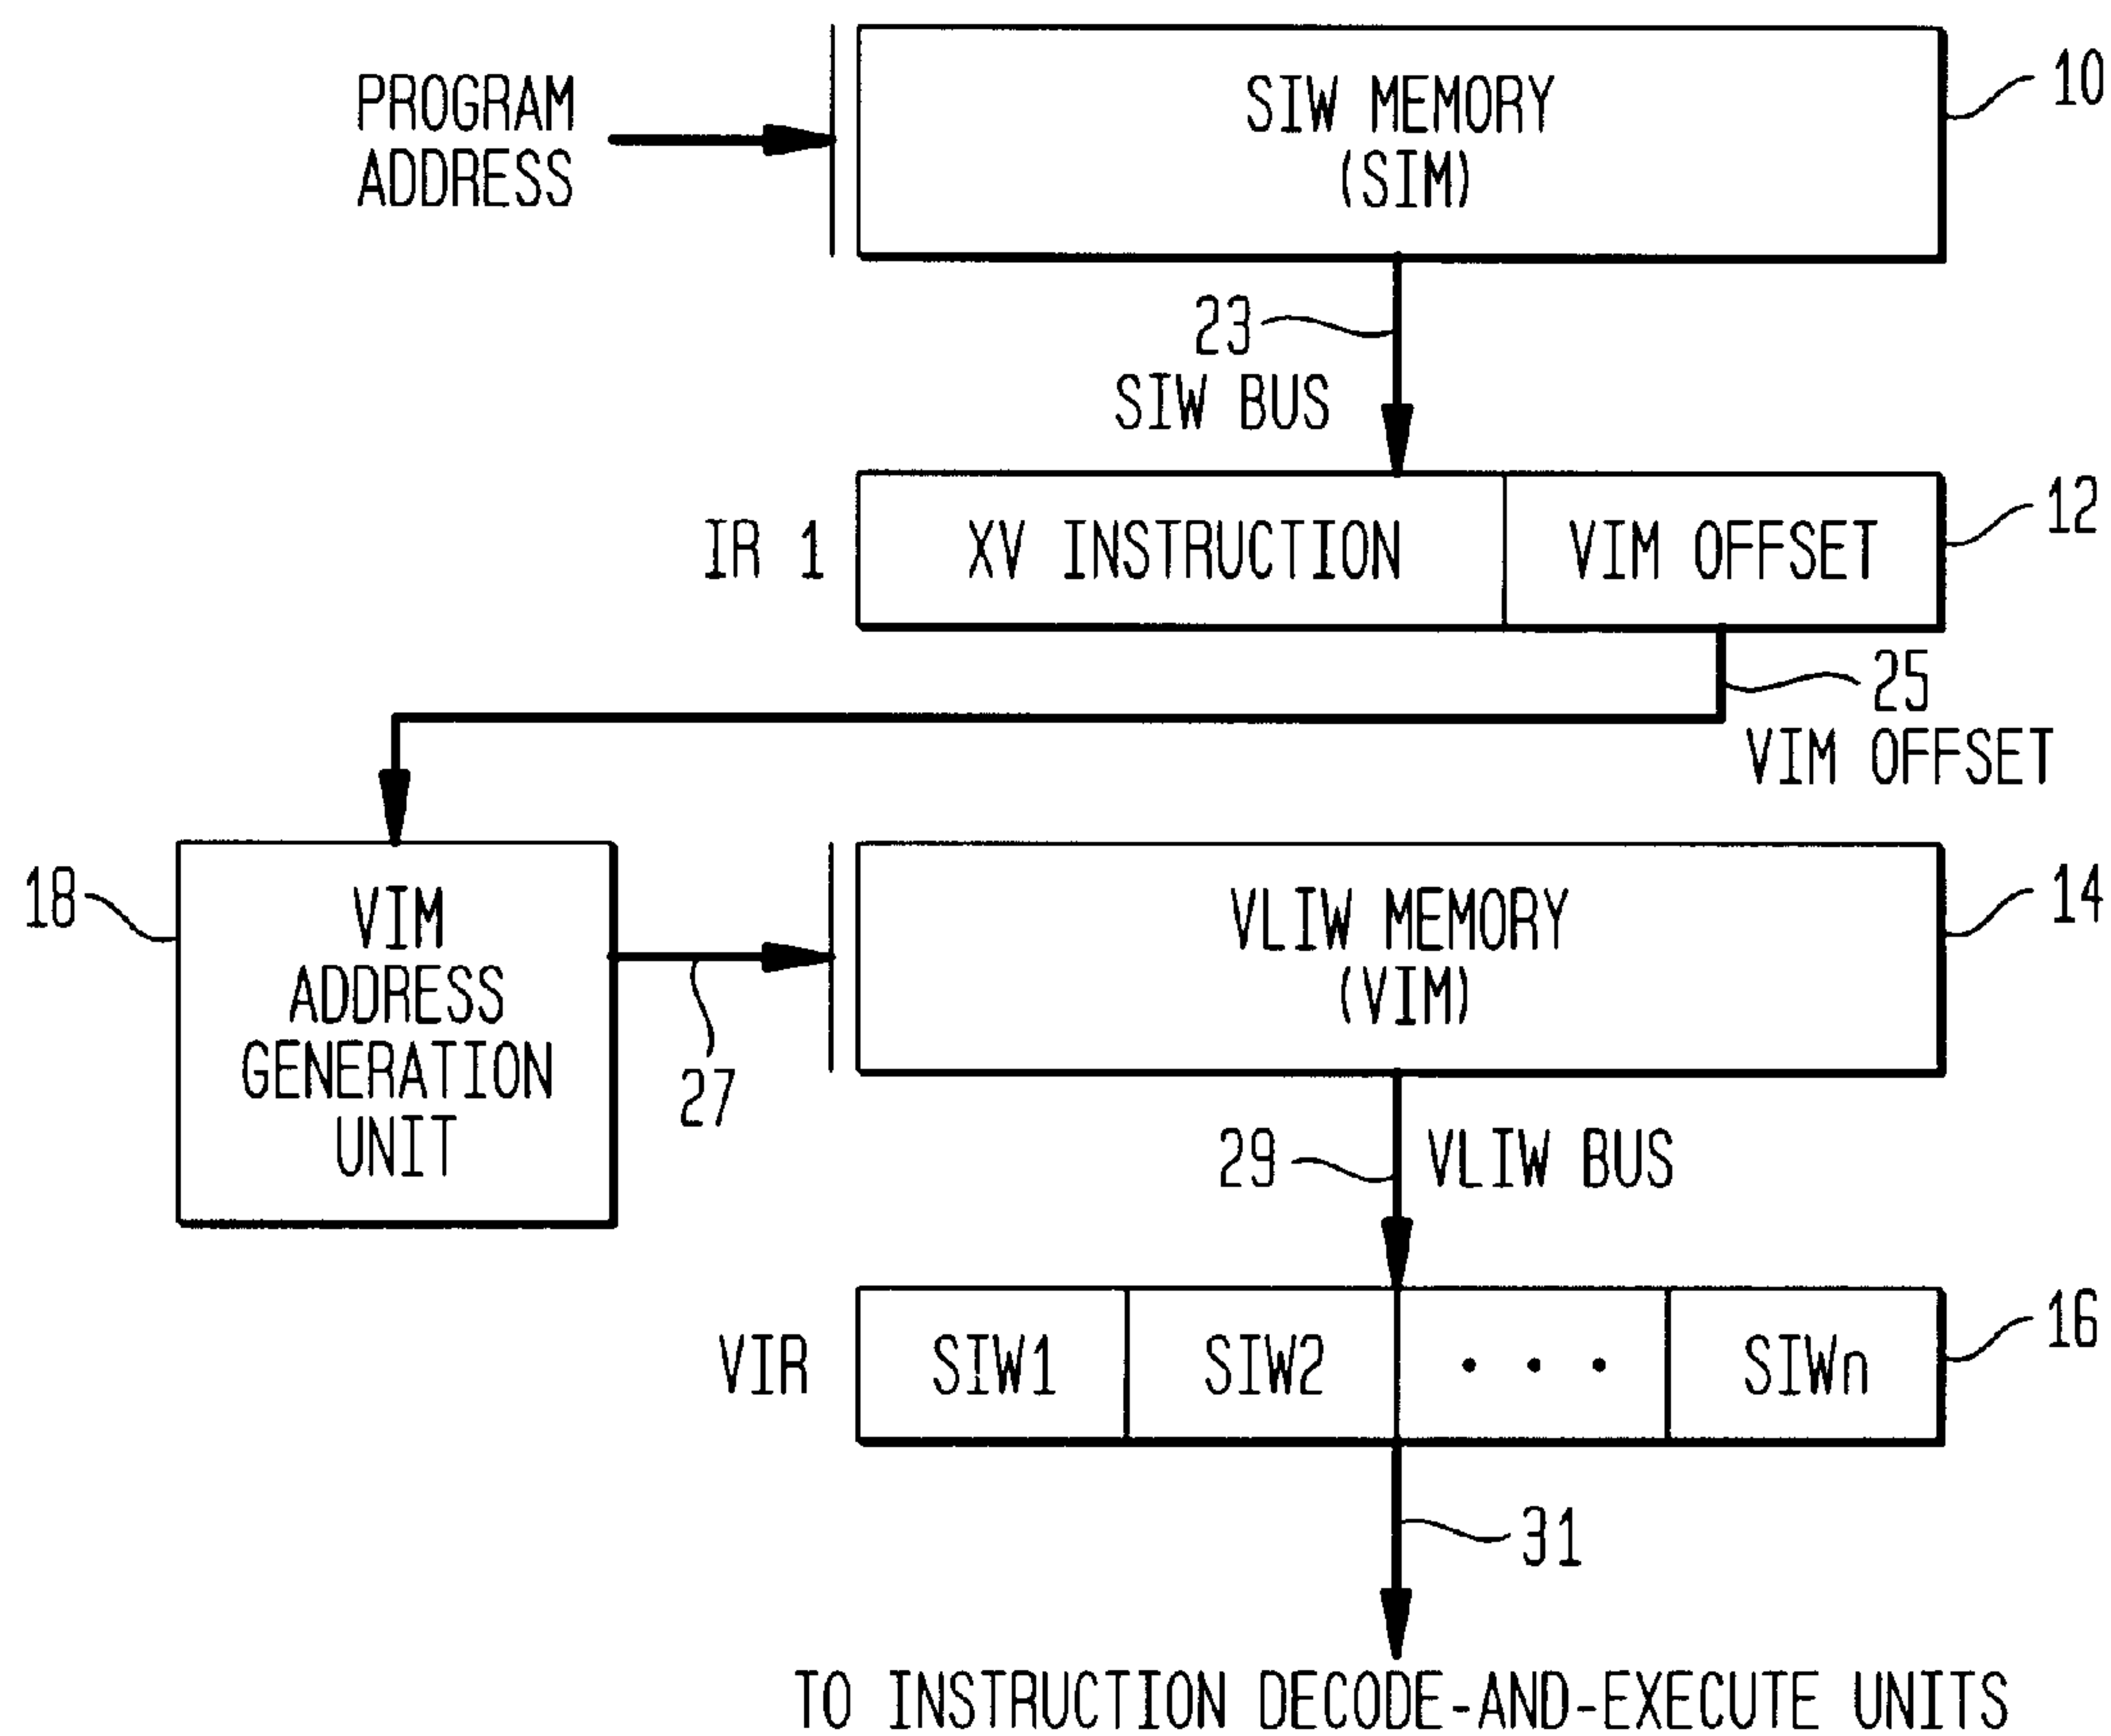 PROGRAM
ADDRESS
SIW MEMORY
(SIM)
10
23
SIW BUS
IR 1
XV INSTRUCTION
VIM OFFSET
12
25
VIM OFFSET
18
VIM
ADDRESS
GENERATION
UNIT
27
VLIW MEMORY
(VIM)
14
29
VLIW BUS
VIR
SIW1
SIW2
• • •
SIWn
16
31
TO INSTRUCTION DECODE-AND-EXECUTE UNITS